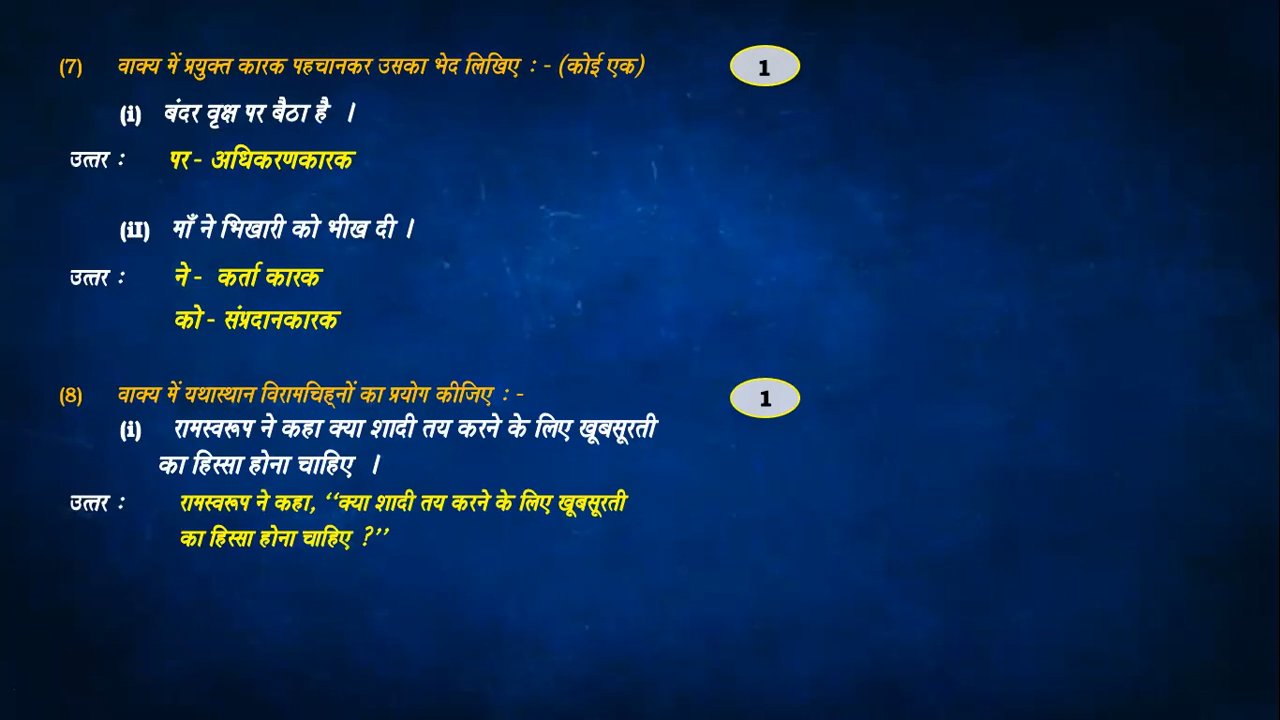 (7) वाक्य में प्रयुक्त कारक पहचानकर उसका भेद लिखिए : - (कोई एक) 1
(i) बंदर वृक्ष पर बैठा है ।
उत्तर : पर - अधिकरणकारक
(iI) माँ ने भिखारी को भीख दी ।
उत्तर : ने - कर्ता कारक
को - संप्रदानकारक
(8) वाक्य में यथास्थान विरामचिह्नों का प्रयोग कीजिए : - 1
(i) रामस्वरूप ने कहा क्या शादी तय करने के लिए खूबसूरती
का हिस्सा होना चाहिए ।
उत्तर : रामस्वरूप ने कहा, ‘‘क्या शादी तय करने के लिए खूबसूरती
का हिस्सा होना चाहिए ?’’